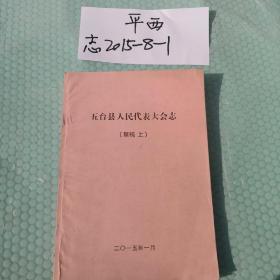 平西
志2015-8-1
五台县人民代表大会志
（草稿 上）
二〇一五年一月